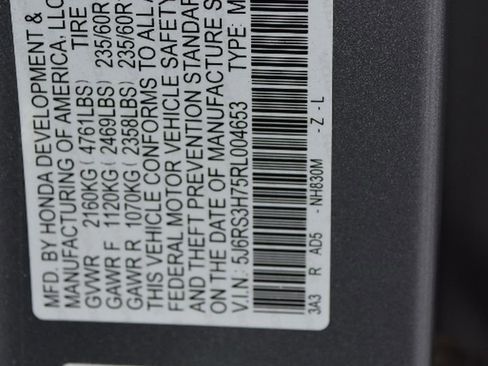 MFD. BY HONDA DEVELOPMENT &
MANUFACTURING OF AMERICA, LLC
GVWR 2160KG( 4761LBS) TIRE
GAWR F 1120KG( 2469LBS) 235/60R
GAWR R 1070KG( 2358LBS) 235/60R
THIS VEHICLE CONFORMS TO ALL
FEDERAL MOTOR VEHICLE SAFETY
AND THEFT PREVENTION STANDAR
ON THE DATE OF MANUFACTURE S
V.I.N.: 5J6RS3H75RL004653 TYPE: M
3A3 R AD5 - NH830M - Z - L